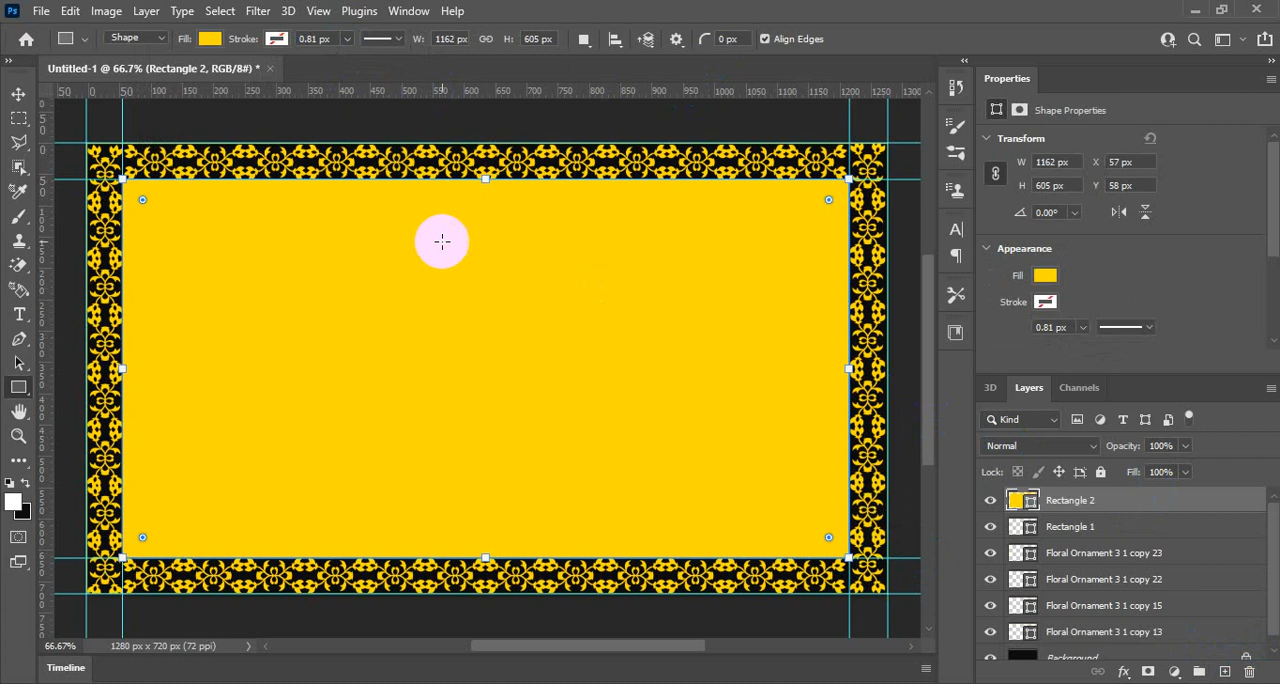 Ps File Edit Image Layer Type Select Filter 3D View Plugins Window Help
Shape Fill: Stroke: 0.81 px W: 1162 px H: 605 px 0 px Align Edges
Untitled-1 @ 66.7% (Rectangle 2, RGB/8#) *
50 0 50 100 150 200 250 300 350 400 450 500 550 600 650 700 750 800 850 900 950 1000 1050 1100 1150 1200 1250 1300
Properties
Shape Properties
Transform
W 1162 px X 57 px
H 605 px Y 58 px
0.00°
Appearance
Fill
Stroke
0.81 px
3D Layers Channels
Kind
Normal Opacity: 100%
Lock: Fill: 100%
Rectangle 2
Rectangle 1
Floral Ornament 3 1 copy 23
Floral Ornament 3 1 copy 22
Floral Ornament 3 1 copy 15
Floral Ornament 3 1 copy 13
Background
66.67% 1280 px x 720 px (72 ppi)
Timeline